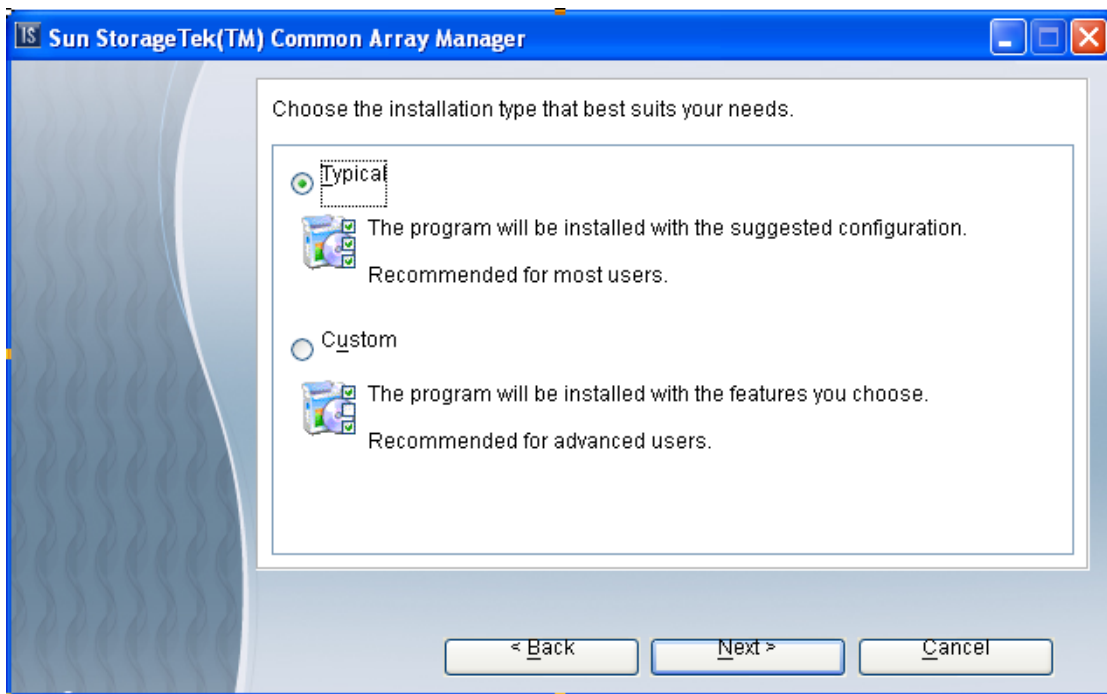 IS Sun StorageTek(TM) Common Array Manager
Choose the installation type that best suits your needs.
Typical
The program will be installed with the suggested configuration.
Recommended for most users.
Custom
The program will be installed with the features you choose.
Recommended for advanced users.
< Back Next > Cancel